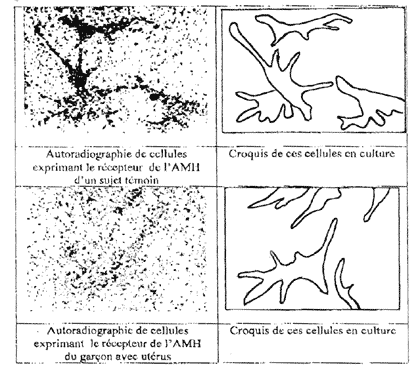 Autoradiographie de cellules
exprimant le récepteur de l'AMH
d'un sujet témoin
Croquis de ces cellules en culture
Autoradiographie de cellules
exprimant le récepteur de l'AMH
du garçon avec utérus
Croquis de ces cellules en culture